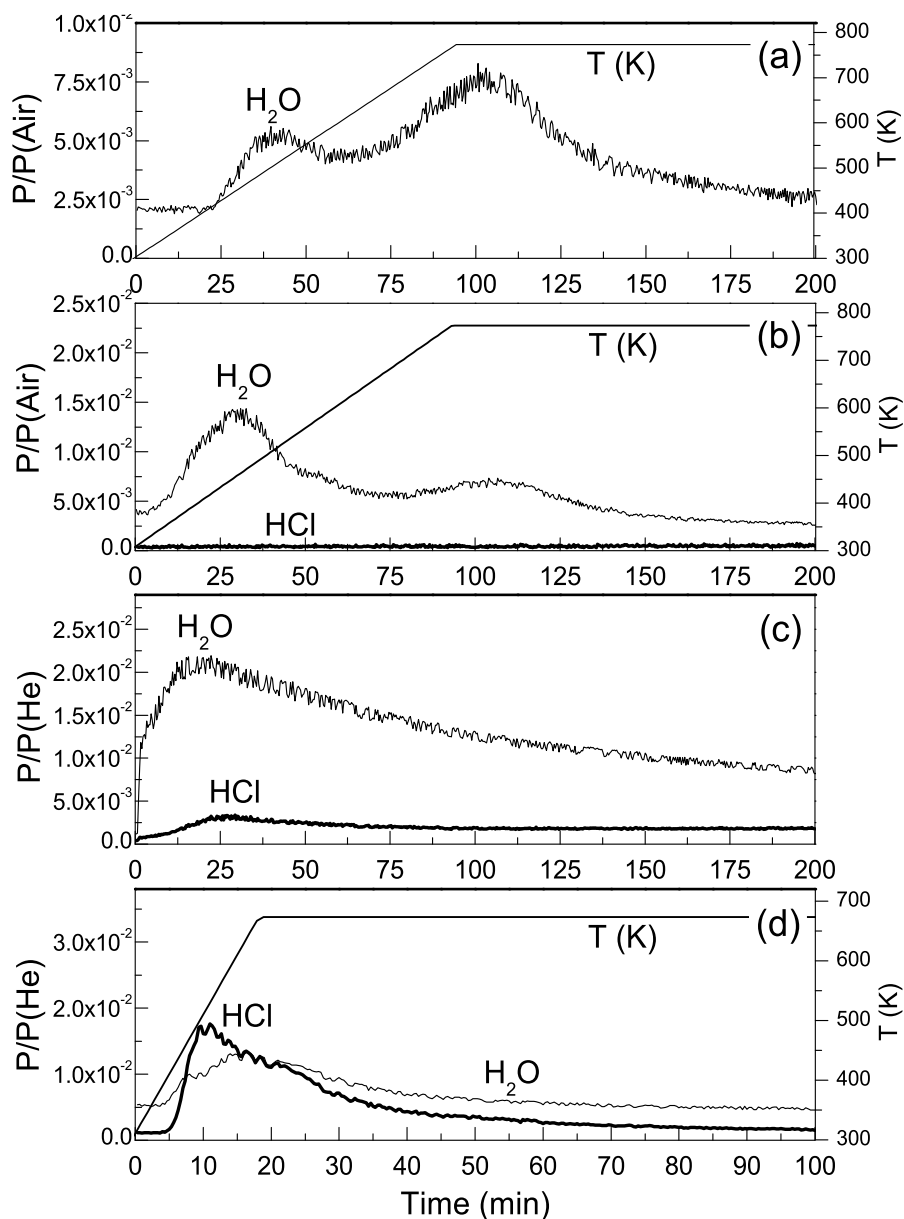 1.0x10⁻²
7.5x10⁻³
5.0x10⁻³
2.5x10⁻³
0.0
P/P(Air)
H₂O
T (K)
(a)
800
700
600
500
400
300
T (K)
0 25 50 75 100 125 150 175 200
2.5x10⁻²
2.0x10⁻²
1.5x10⁻²
1.0x10⁻²
5.0x10⁻³
0.0
P/P(Air)
H₂O
HCl
T (K)
(b)
800
700
600
500
400
300
T (K)
0 25 50 75 100 125 150 175 200
2.5x10⁻²
2.0x10⁻²
1.5x10⁻²
1.0x10⁻²
5.0x10⁻³
0.0
P/P(He)
H₂O
HCl
(c)
0 25 50 75 100 125 150 175 200
3.0x10⁻²
2.0x10⁻²
1.0x10⁻²
0.0
P/P(He)
HCl
H₂O
T (K)
(d)
700
600
500
400
300
T (K)
0 10 20 30 40 50 60 70 80 90 100
Time (min)